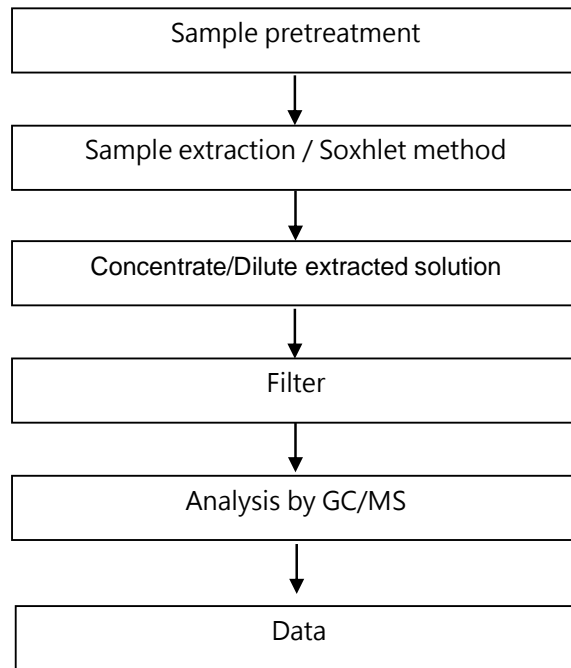 Sample pretreatment
Sample extraction / Soxhlet method
Concentrate/Dilute extracted solution
Filter
Analysis by GC/MS
Data